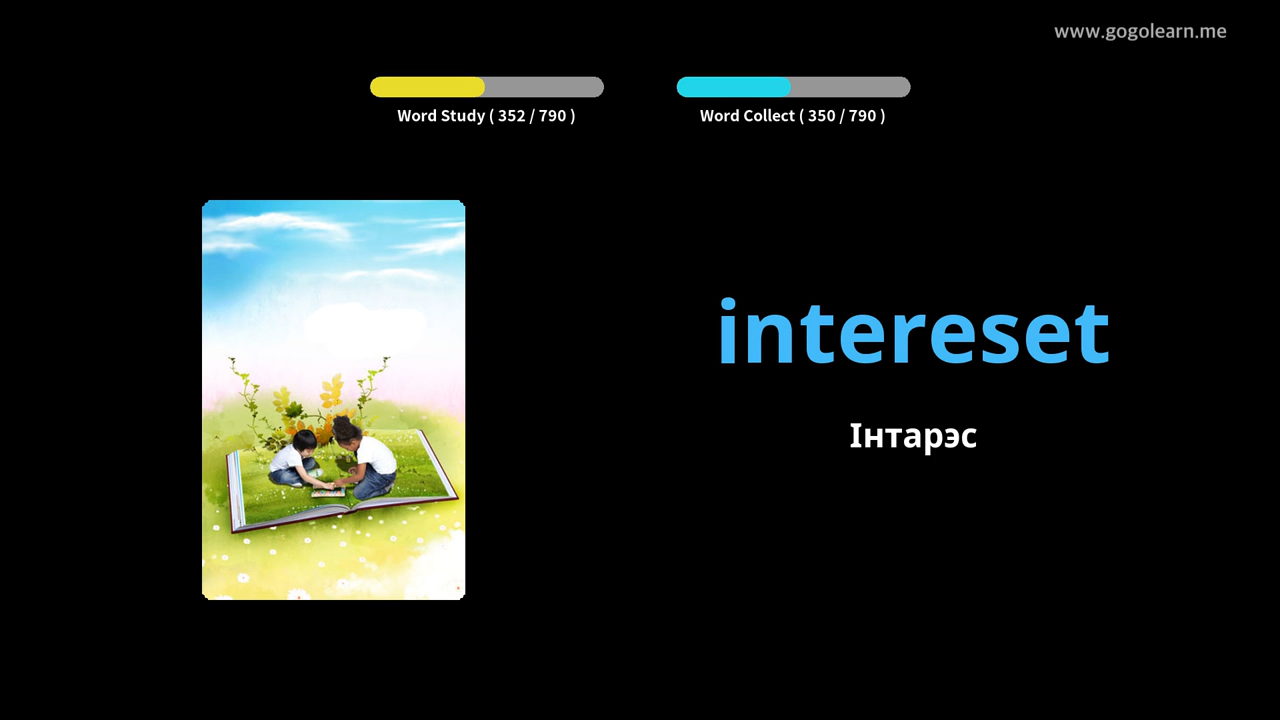 www.gogolearn.me
Word Study ( 352 / 790 )
Word Collect ( 350 / 790 )
intereset
Інтарэс